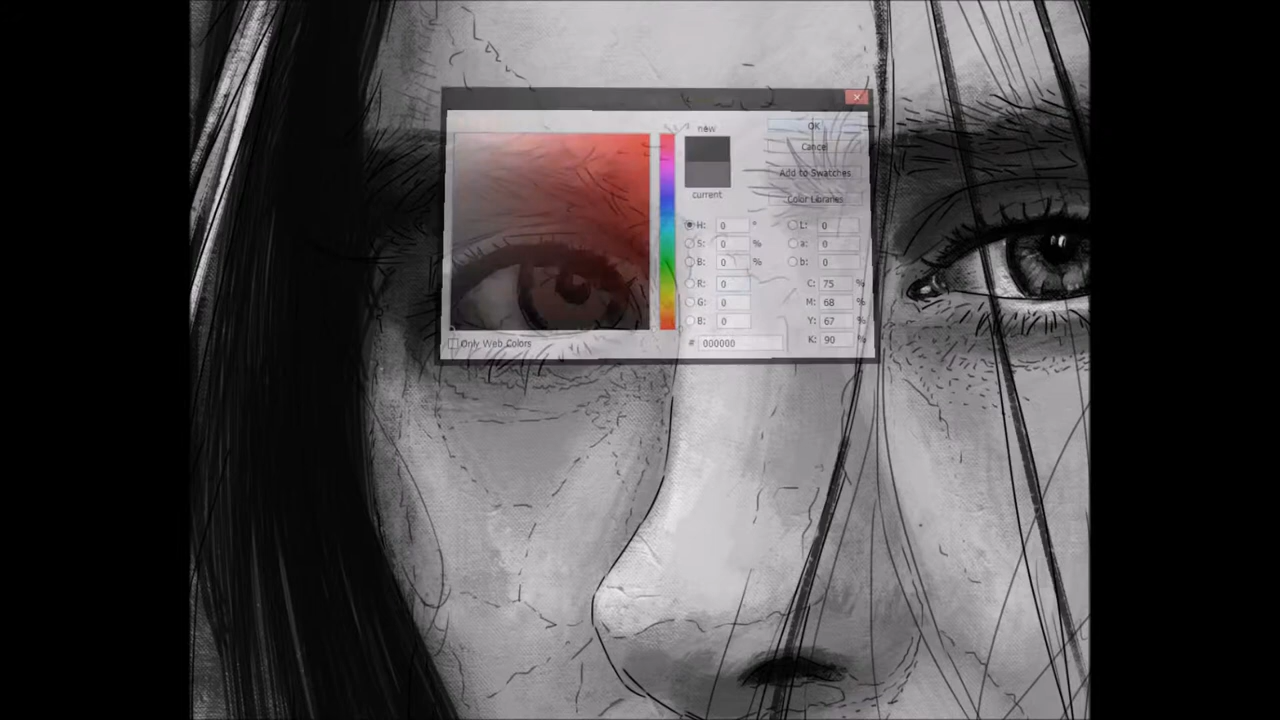 new
OK
Cancel
Add to Swatches
current
Color Libraries
H: 0 °
L: 0
S: 0 %
a: 0
B: 0 %
b: 0
R: 0
C: 75 %
G: 0
M: 68 %
B: 0
Y: 67 %
# 000000
K: 90 %
Only Web Colors